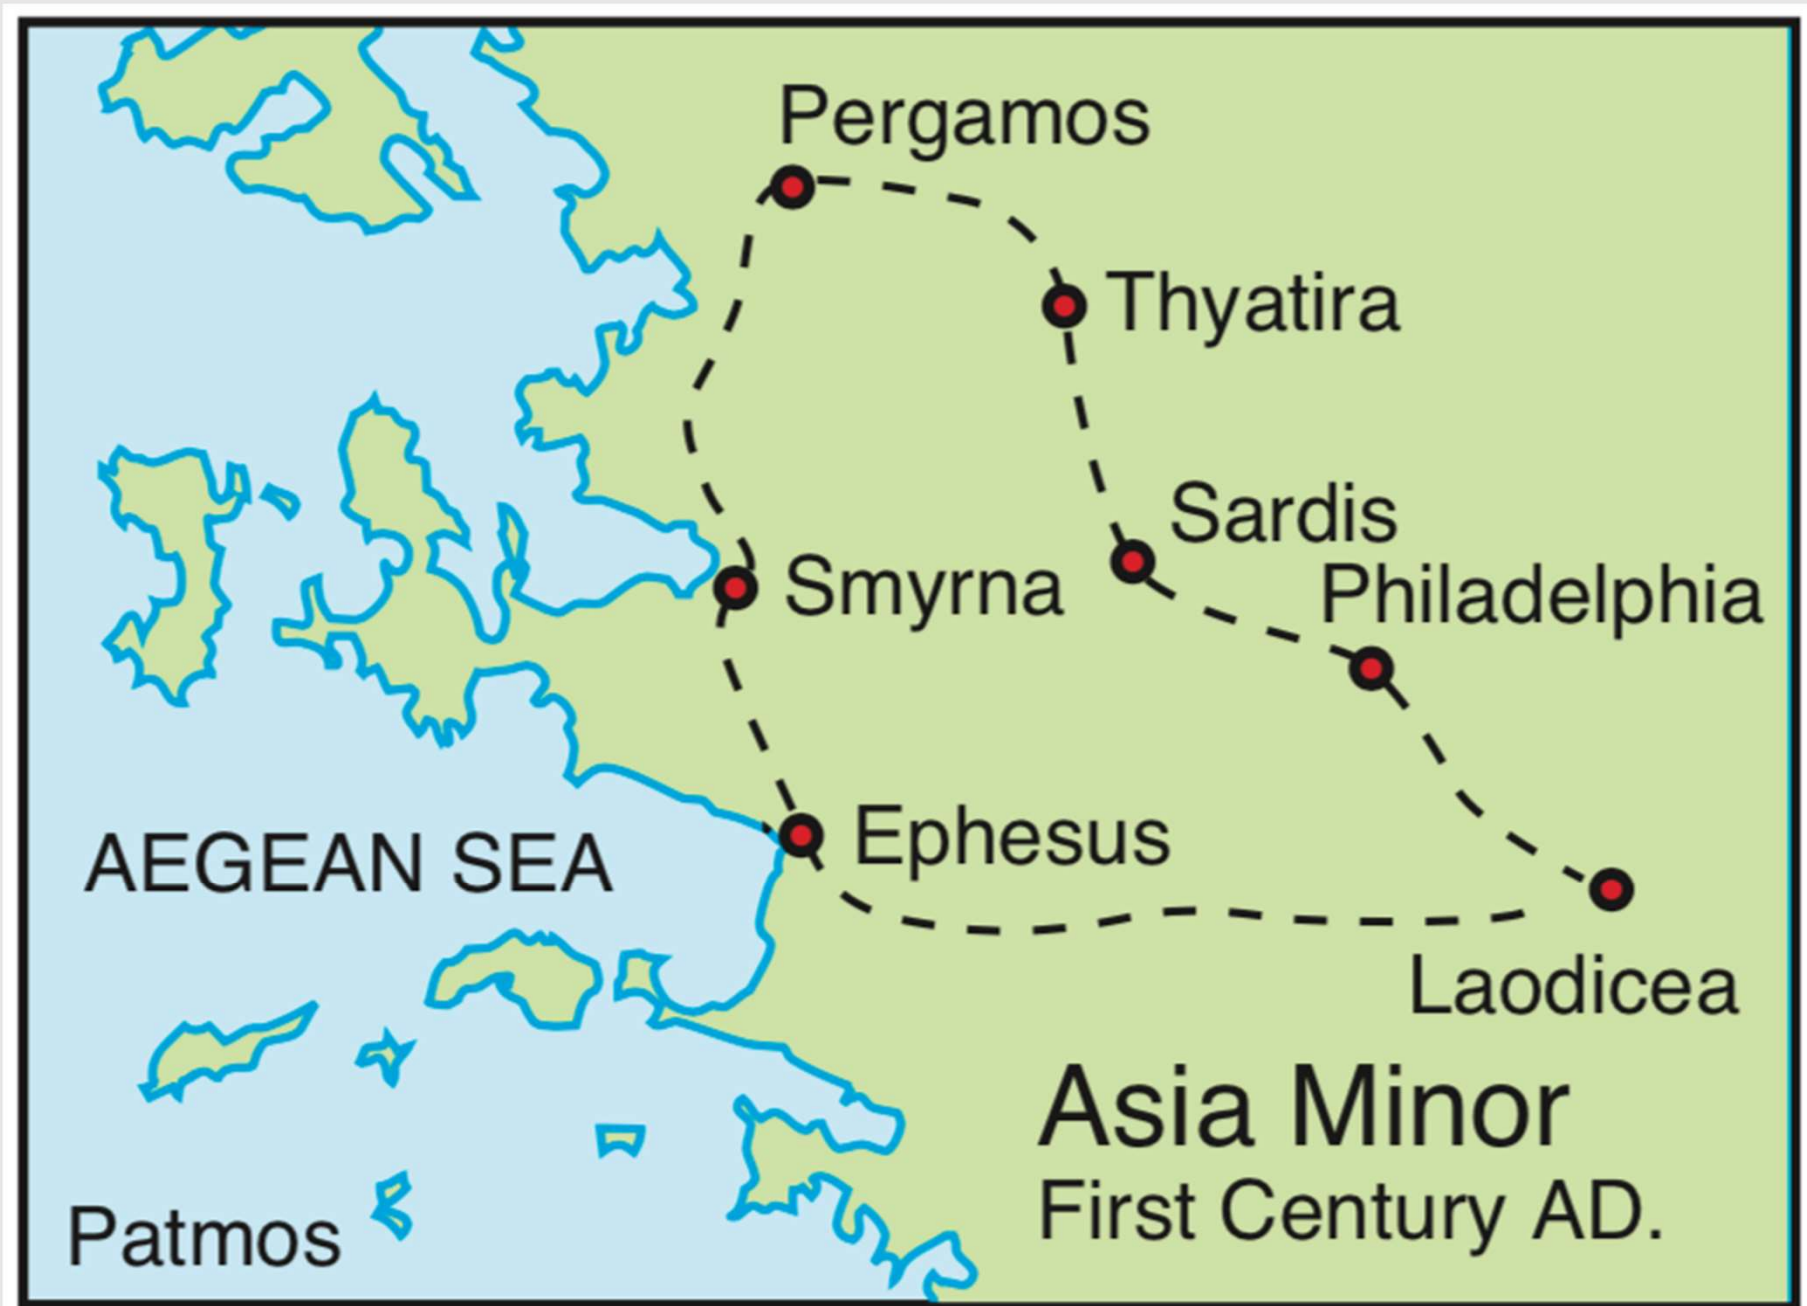 Pergamos
Thyatira
Sardis
Philadelphia
Smyrna
Ephesus
AEGEAN SEA
Laodicea
Asia Minor
First Century AD.
Patmos